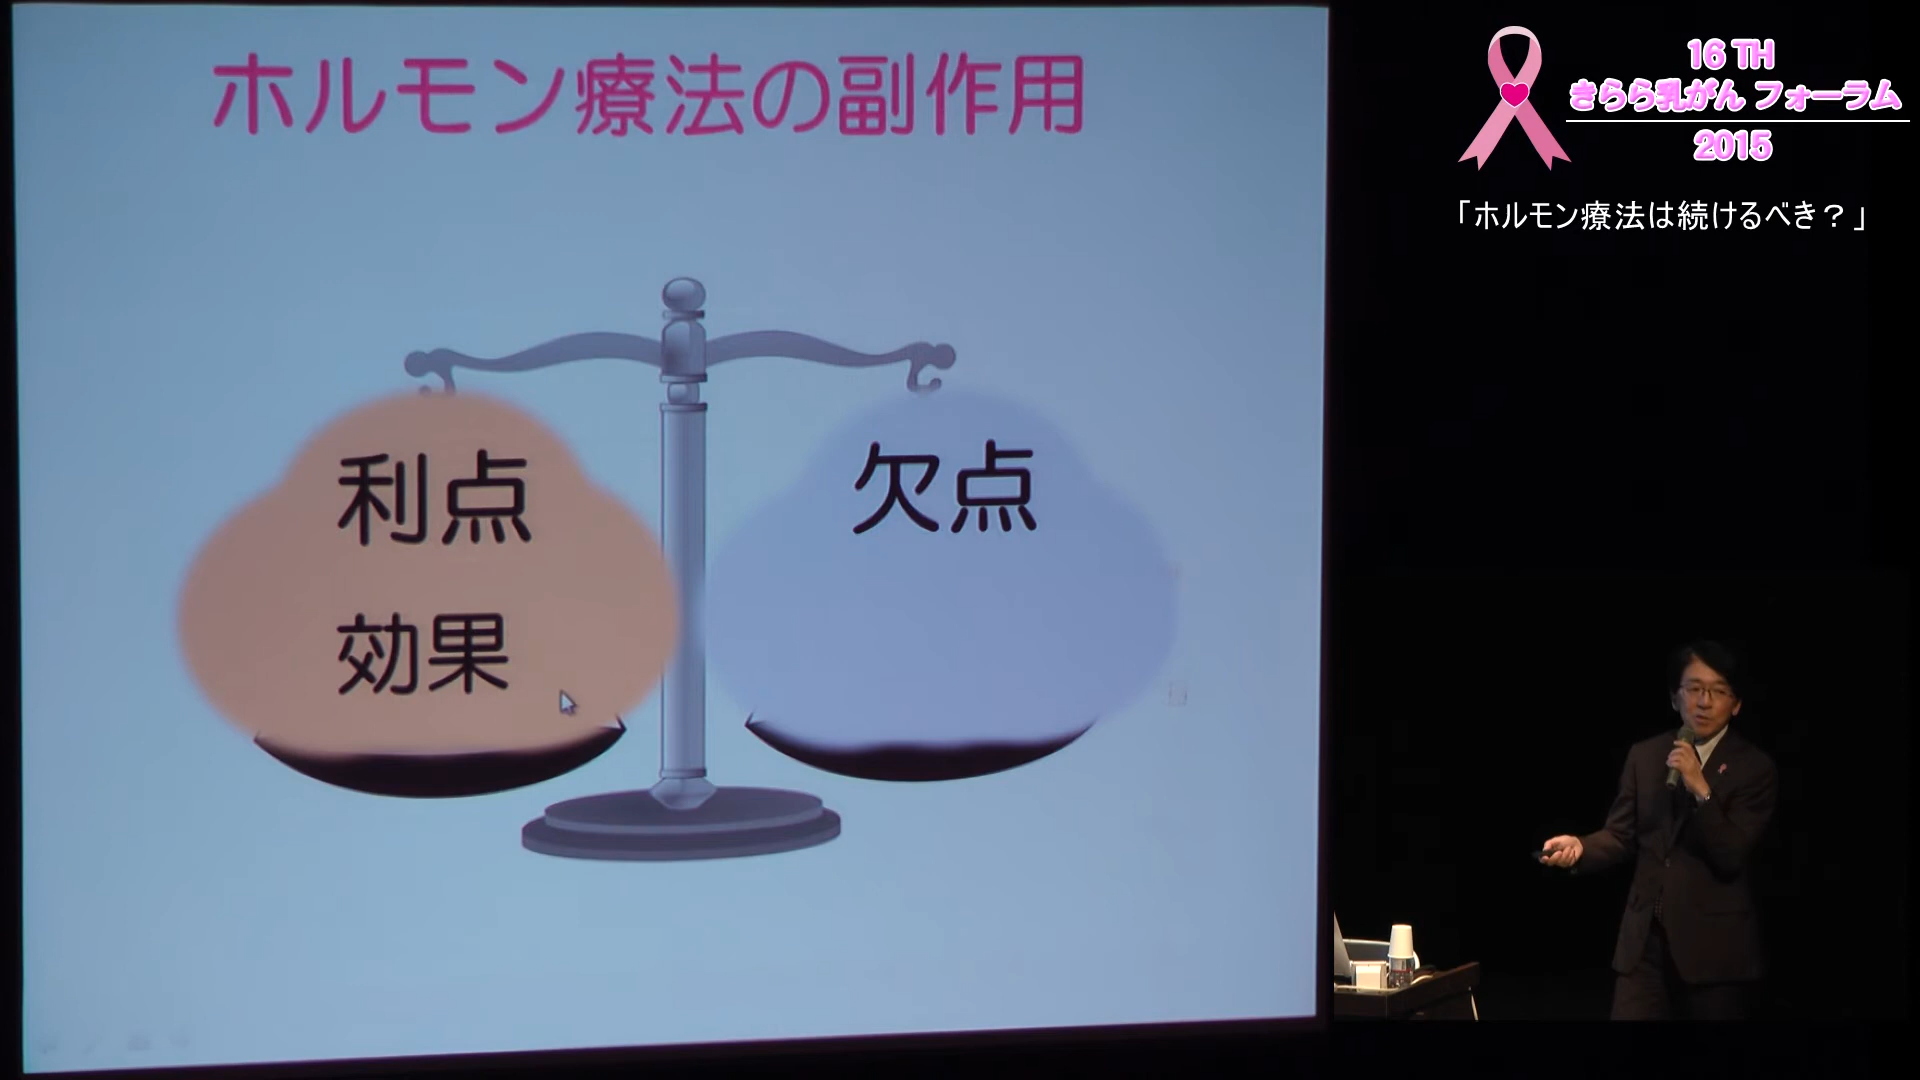 ホルモン療法の副作用
利点
効果
欠点
16 TH
きらら乳がん フォーラム
2015
「ホルモン療法は続けるべき？」